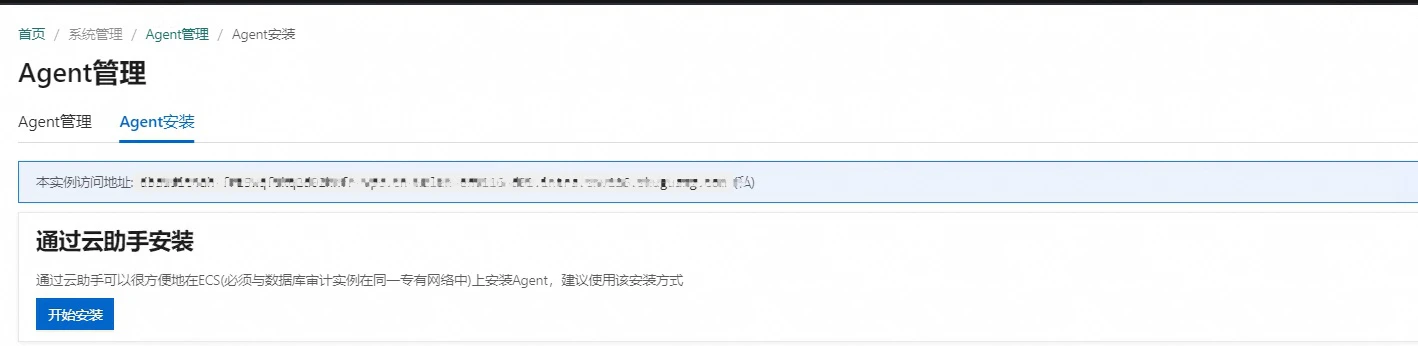 首页 / 系统管理 / Agent管理 / Agent安装
Agent管理
Agent管理 Agent安装
本实例访问地址: (私)
通过云助手安装
通过云助手可以很方便地在ECS(必须与数据库审计实例在同一专有网络中)上安装Agent，建议使用该安装方式
开始安装